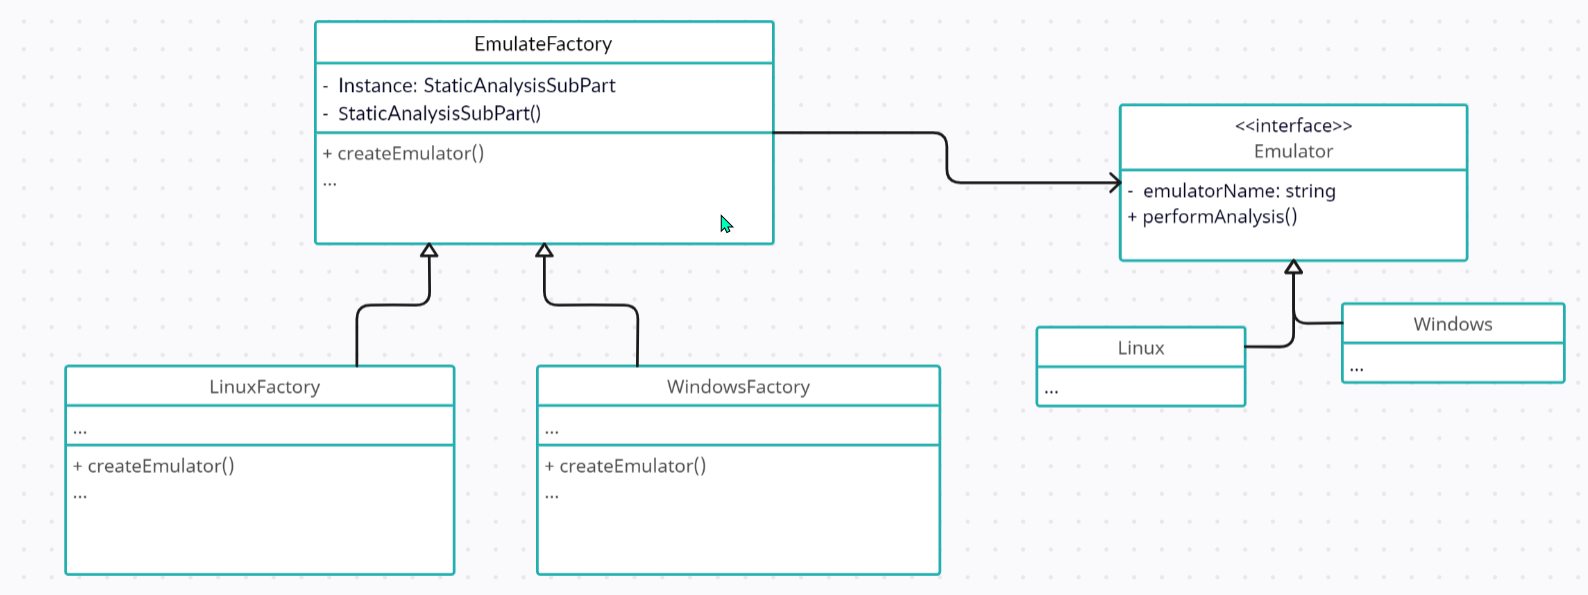 EmulateFactory
- Instance: StaticAnalysisSubPart
- StaticAnalysisSubPart()
+ createEmulator()
...
<<interface>>
Emulator
- emulatorName: string
+ performAnalysis()
LinuxFactory
...
+ createEmulator()
...
WindowsFactory
...
+ createEmulator()
...
Linux
...
Windows
...